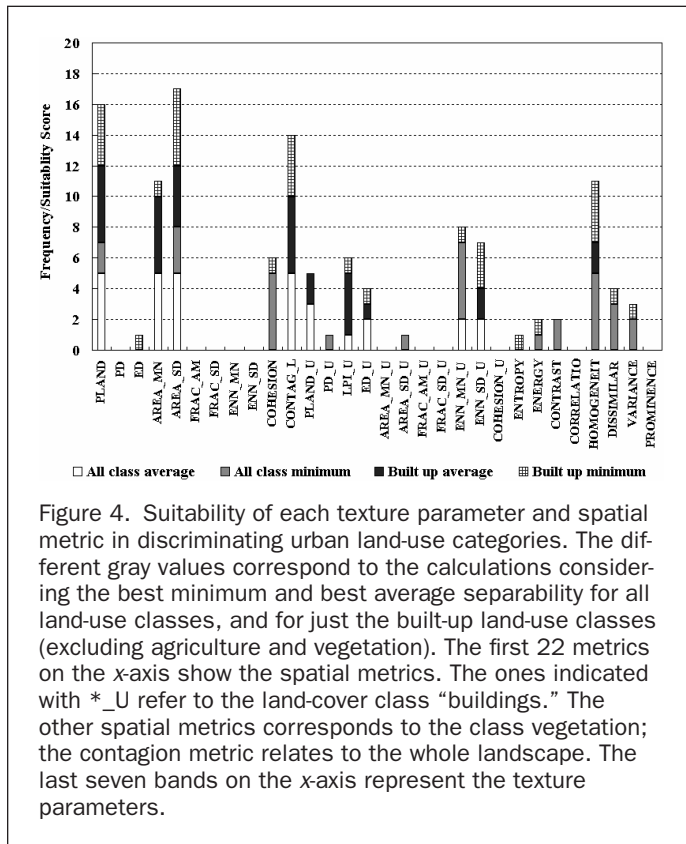 20
18
16
14
12
10
8
6
4
2
0
Frequency/Suitablity Score
PLAND
PD
ED
AREA_MN
AREA_SD
FRAC_AM
FRAC_SD
ENN_MN
ENN_SD
COHESION
CONTAG_L
PLAND_U
PD_U
LPI_U
ED_U
AREA_MN_U
AREA_SD_U
FRAC_AM_U
FRAC_SD_U
ENN_MN_U
ENN_SD_U
COHESION_U
ENTROPY
ENERGY
CONTRAST
CORRELATIO
HOMOGENEIT
DISSIMILAR
VARIANCE
PROMINENCE
All class average All class minimum Built up average Built up minimum
Figure 4. Suitability of each texture parameter and spatial
metric in discriminating urban land-use categories. The dif-
ferent gray values correspond to the calculations consider-
ing the best minimum and best average separability for all
land-use classes, and for just the built-up land-use classes
(excluding agriculture and vegetation). The first 22 metrics
on the x-axis show the spatial metrics. The ones indicated
with *_U refer to the land-cover class “buildings.” The
other spatial metrics corresponds to the class vegetation;
the contagion metric relates to the whole landscape. The
last seven bands on the x-axis represent the texture
parameters.